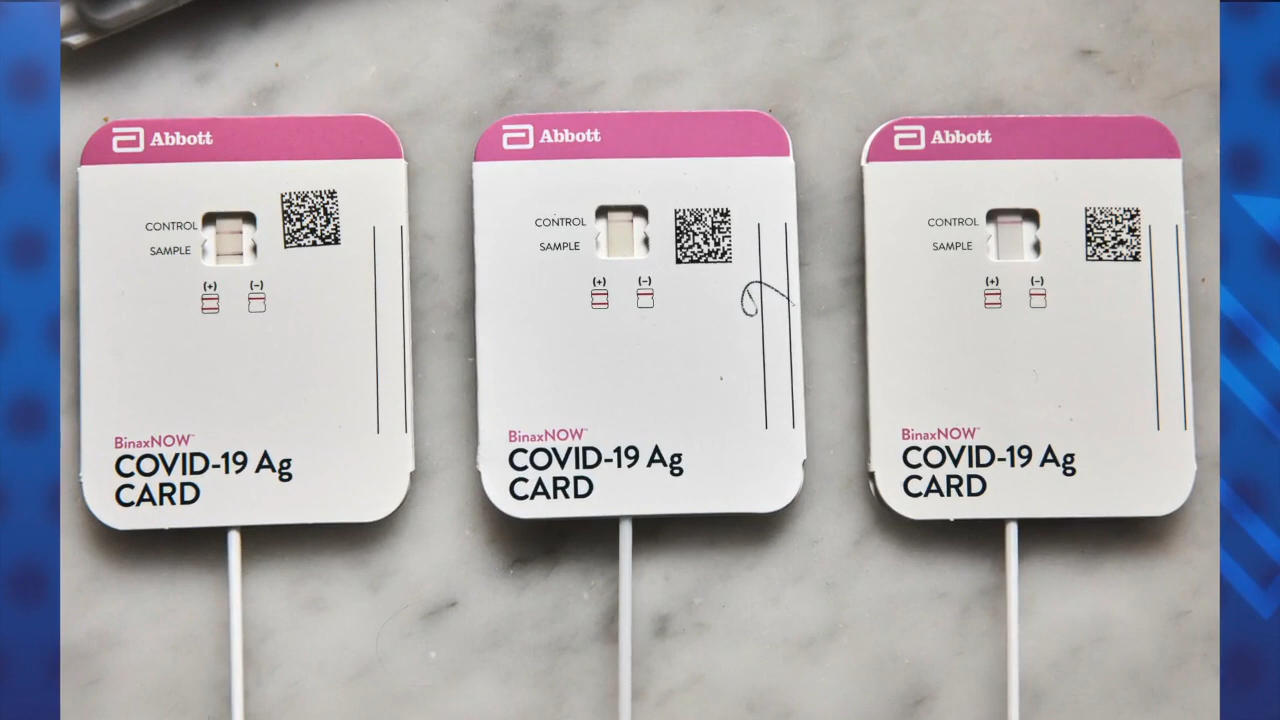 Abbott
CONTROL
SAMPLE
(+) (-)
BinaxNOW™
COVID-19 Ag
CARD
Abbott
CONTROL
SAMPLE
(+) (-)
BinaxNOW™
COVID-19 Ag
CARD
Abbott
CONTROL
SAMPLE
(+) (-)
BinaxNOW™
COVID-19 Ag
CARD